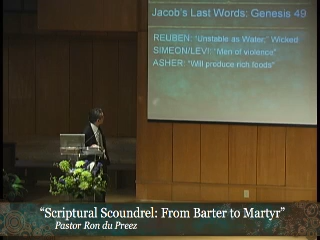 Jacob's Last Words: Genesis 49
REUBEN: "Unstable as Water;" Wicked
SIMEON/LEVI: "Men of violence"
ASHER: "Will produce rich foods"
"Scriptural Scoundrel: From Barter to Martyr"
Pastor Ron du Preez